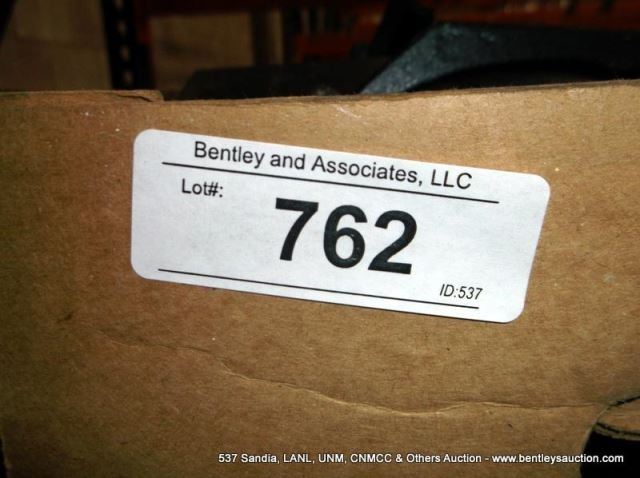 Bentley and Associates, LLC
Lot#:
762
ID:537
537 Sandia, LANL, UNM, CNMCC & Others Auction - www.bentleysauction.com